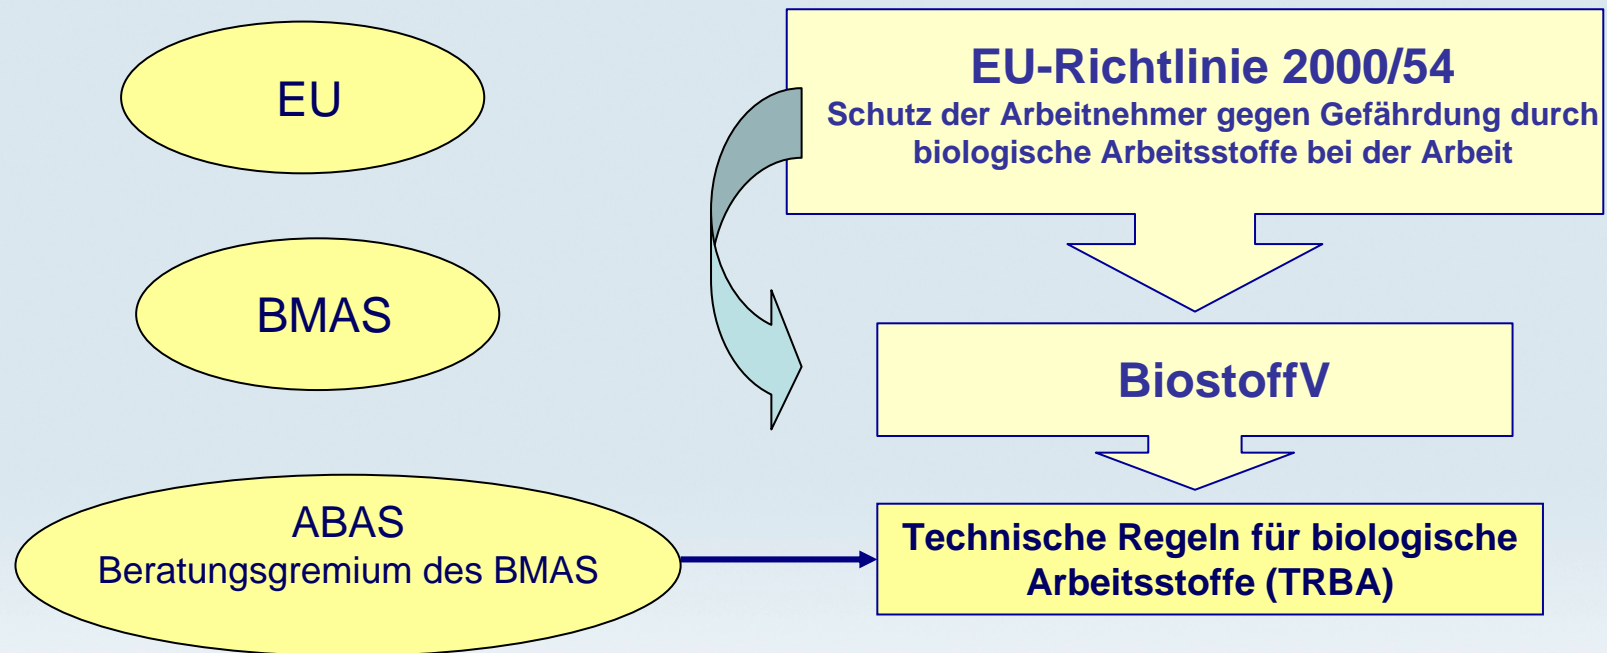 EU
EU-Richtlinie 2000/54
Schutz der Arbeitnehmer gegen Gefährdung durch
biologische Arbeitsstoffe bei der Arbeit
BMAS
BiostoffV
ABAS
Beratungsgremium des BMAS
Technische Regeln für biologische
Arbeitsstoffe (TRBA)